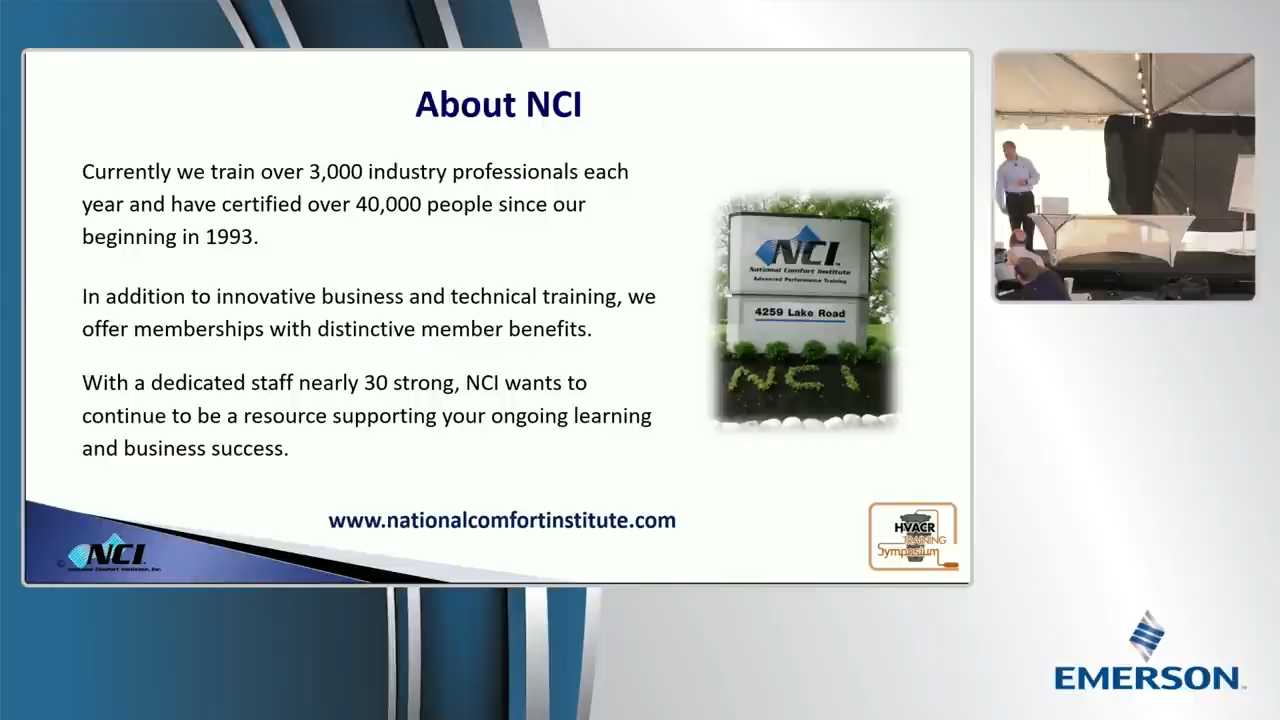 About NCI
Currently we train over 3,000 industry professionals each
year and have certified over 40,000 people since our
beginning in 1993.
In addition to innovative business and technical training, we
offer memberships with distinctive member benefits.
With a dedicated staff nearly 30 strong, NCI wants to
continue to be a resource supporting your ongoing learning
and business success.
NCI
National Comfort Institute
Advanced Performance Training
4259 Lake Road
NCI
www.nationalcomfortinstitute.com
© NCI
National Comfort Institute, Inc.
HVACR
TRAINING
Symposium
EMERSON